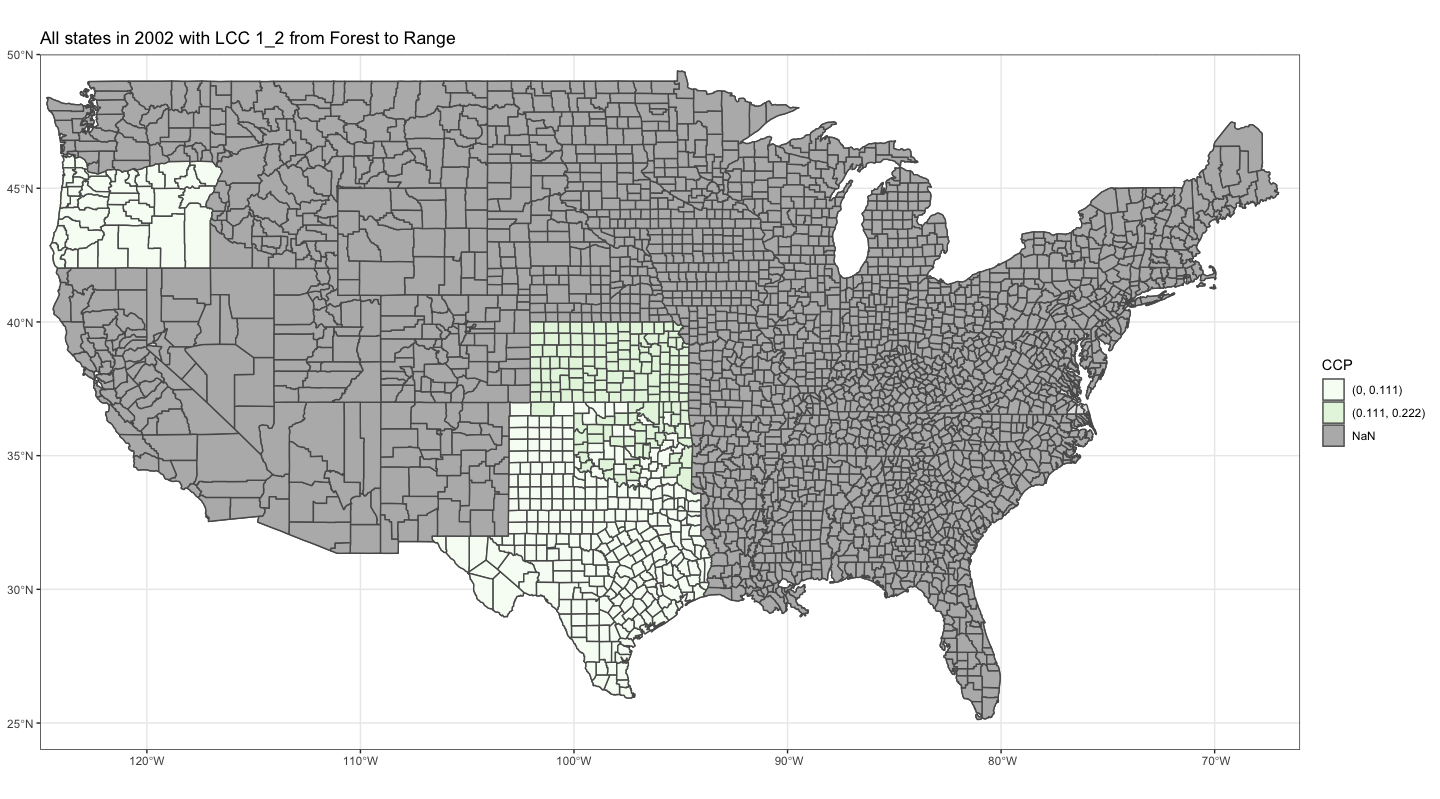 All states in 2002 with LCC 1_2 from Forest to Range
50°N
45°N
40°N
35°N
30°N
25°N
120°W
110°W
100°W
90°W
80°W
70°W
CCP
(0, 0.111)
(0.111, 0.222)
NaN